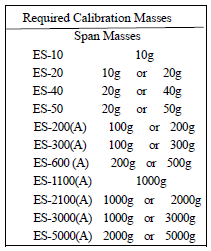 Required Calibration Masses
Span Masses
ES-10 10g
ES-20 10g or 20g
ES-40 20g or 40g
ES-50 20g or 50g
ES-200(A) 100g or 200g
ES-300(A) 100g or 300g
ES-600 (A) 200g or 500g
ES-1100(A) 1000g
ES-2100(A) 1000g or 2000g
ES-3000(A) 1000g or 3000g
ES-5000(A) 2000g or 5000g